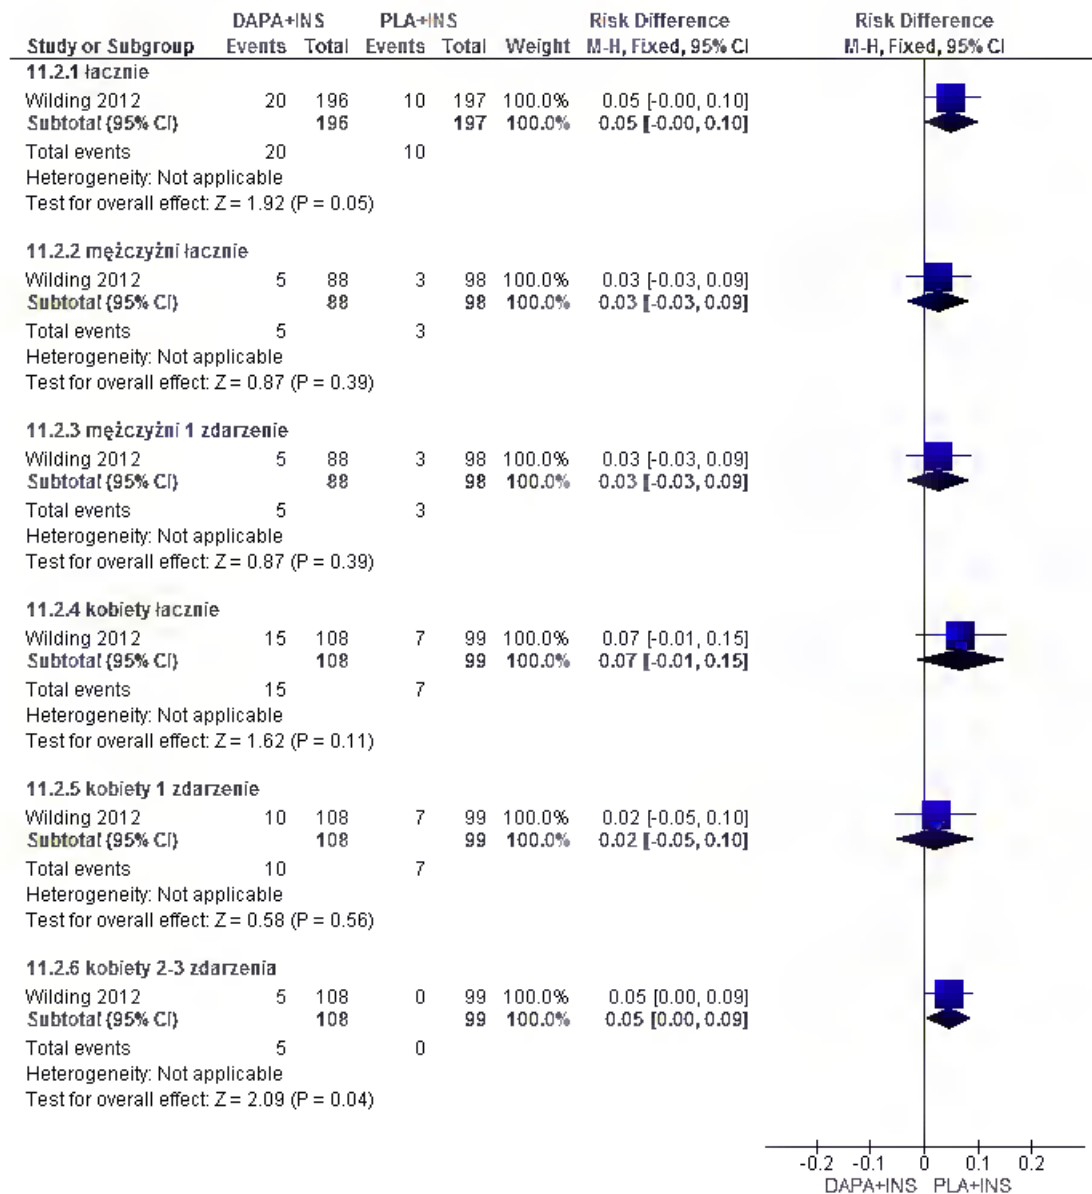 DAPA+INS PLA+INS Risk Difference Risk Difference
Study or Subgroup Events Total Events Total Weight M-H, Fixed, 95% CI M-H, Fixed, 95% CI
11.2.1 łacznie
Wilding 2012 20 196 10 197 100.0% 0.05 [-0.00, 0.10]
Subtotal (95% CI) 196 197 100.0% 0.05 [-0.00, 0.10]
Total events 20 10
Heterogeneity: Not applicable
Test for overall effect: Z = 1.92 (P = 0.05)
11.2.2 mężczyżni łacznie
Wilding 2012 5 88 3 98 100.0% 0.03 [-0.03, 0.09]
Subtotal (95% CI) 88 98 100.0% 0.03 [-0.03, 0.09]
Total events 5 3
Heterogeneity: Not applicable
Test for overall effect: Z = 0.87 (P = 0.39)
11.2.3 mężczyżni 1 zdarzenie
Wilding 2012 5 88 3 98 100.0% 0.03 [-0.03, 0.09]
Subtotal (95% CI) 88 98 100.0% 0.03 [-0.03, 0.09]
Total events 5 3
Heterogeneity: Not applicable
Test for overall effect: Z = 0.87 (P = 0.39)
11.2.4 kobiety łacznie
Wilding 2012 15 108 7 99 100.0% 0.07 [-0.01, 0.15]
Subtotal (95% CI) 108 99 100.0% 0.07 [-0.01, 0.15]
Total events 15 7
Heterogeneity: Not applicable
Test for overall effect: Z = 1.62 (P = 0.11)
11.2.5 kobiety 1 zdarzenie
Wilding 2012 10 108 7 99 100.0% 0.02 [-0.05, 0.10]
Subtotal (95% CI) 108 99 100.0% 0.02 [-0.05, 0.10]
Total events 10 7
Heterogeneity: Not applicable
Test for overall effect: Z = 0.58 (P = 0.56)
11.2.6 kobiety 2-3 zdarzenia
Wilding 2012 5 108 0 99 100.0% 0.05 [0.00, 0.09]
Subtotal (95% CI) 108 99 100.0% 0.05 [0.00, 0.09]
Total events 5 0
Heterogeneity: Not applicable
Test for overall effect: Z = 2.09 (P = 0.04)
-0.2 -0.1 0 0.1 0.2
DAPA+INS PLA+INS